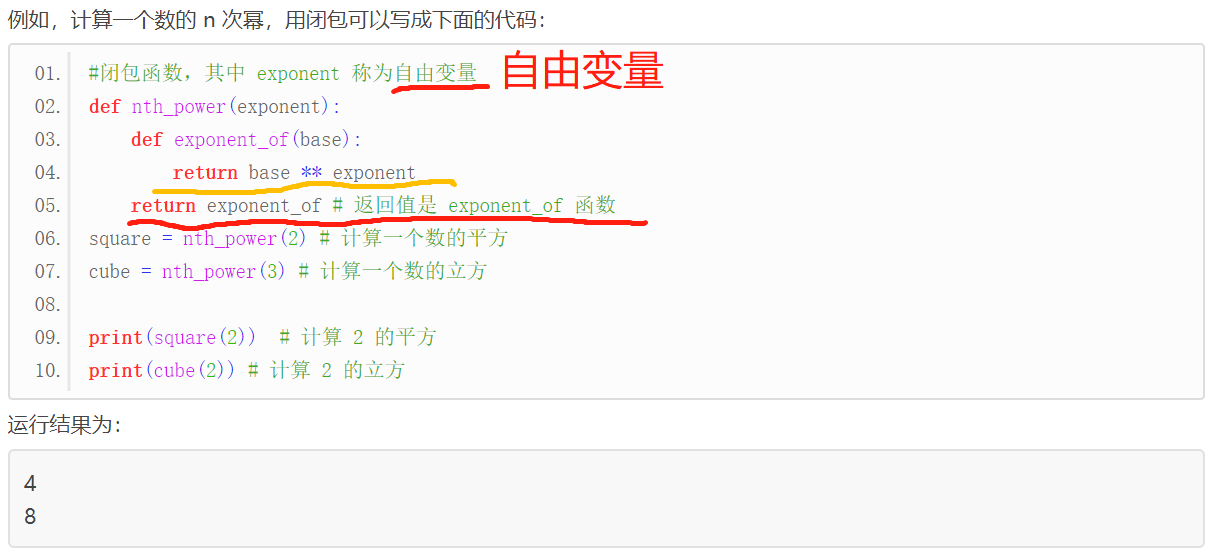 例如，计算一个数的 n 次幂，用闭包可以写成下面的代码：
01. #闭包函数，其中 exponent 称为自由变量 自由变量
02. def nth_power(exponent):
03.     def exponent_of(base):
04.         return base ** exponent
05.     return exponent_of # 返回值是 exponent_of 函数
06. square = nth_power(2) # 计算一个数的平方
07. cube = nth_power(3) # 计算一个数的立方
08.
09. print(square(2))  # 计算 2 的平方
10. print(cube(2)) # 计算 2 的立方
运行结果为：
4
8